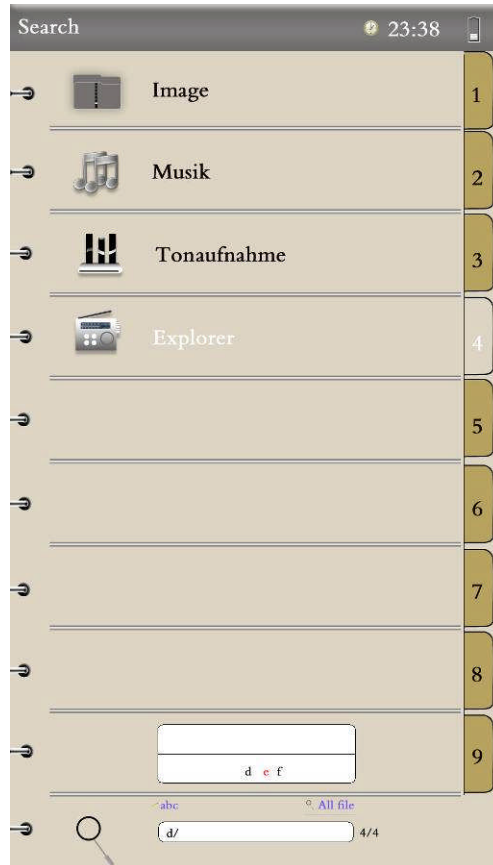 Search 23:38
Image 1
Musik 2
Tonaufnahme 3
Explorer 4
5
6
7
8
9
d e f
abc All file
d/ 4/4